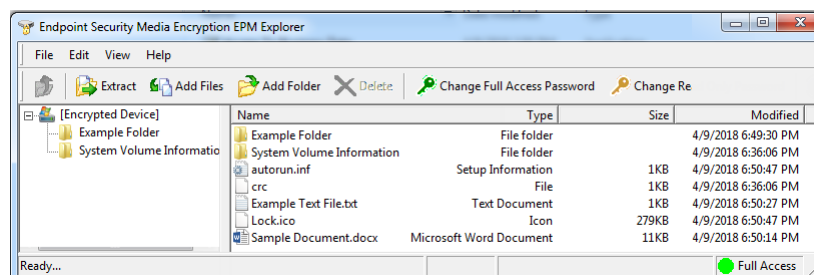 Endpoint Security Media Encryption EPM Explorer
File Edit View Help
Extract Add Files Add Folder Delete Change Full Access Password Change Re
[Encrypted Device] Name Type Size Modified
Example Folder Example Folder File folder 4/9/2018 6:49:30 PM
System Volume Informatio System Volume Information File folder 4/9/2018 6:36:06 PM
autorun.inf Setup Information 1KB 4/9/2018 6:50:47 PM
crc File 1KB 4/9/2018 6:36:06 PM
Example Text File.txt Text Document 1KB 4/9/2018 6:50:27 PM
Lock.ico Icon 279KB 4/9/2018 6:50:47 PM
Sample Document.docx Microsoft Word Document 11KB 4/9/2018 6:50:14 PM
Ready... Full Access